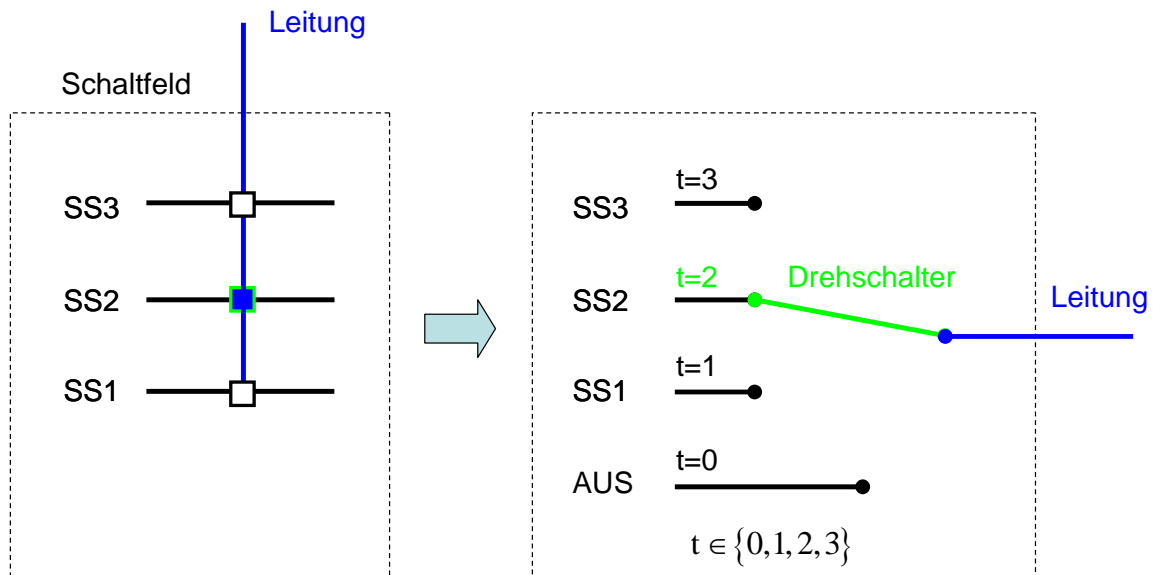 Leitung
Schaltfeld
SS3
SS2
SS1
t=3
SS3
t=2
Drehschalter
SS2
Leitung
t=1
SS1
t=0
AUS
t ∈ {0,1,2,3}